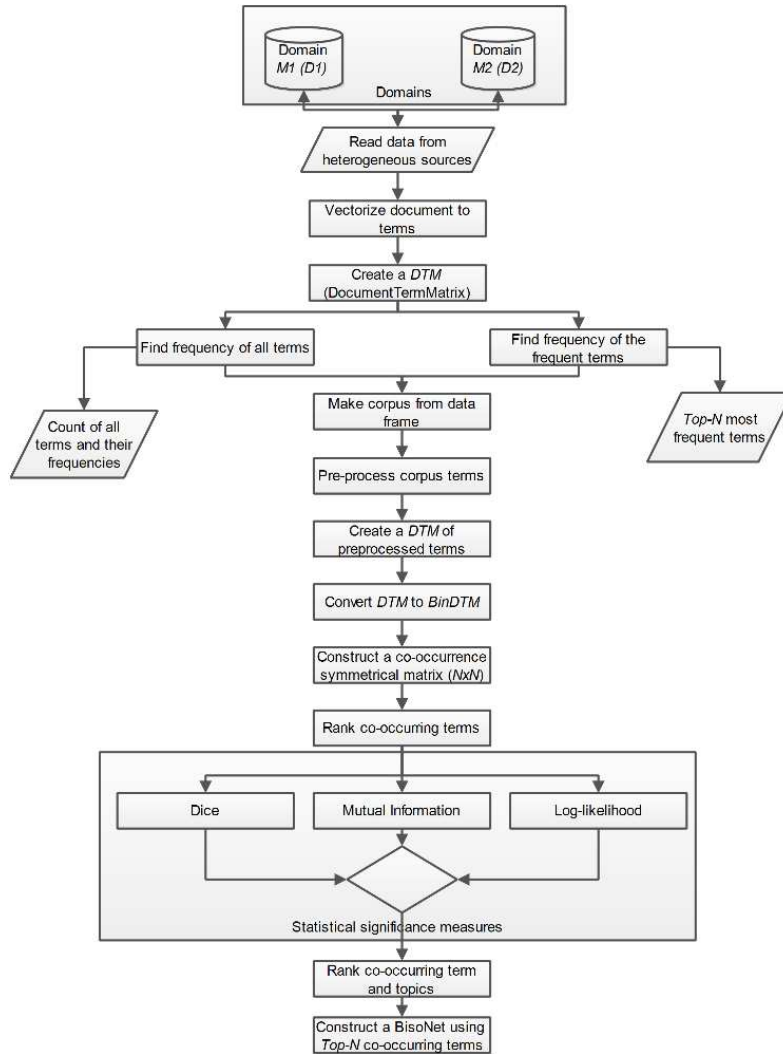 Domain
M1 (D1)
Domain
M2 (D2)
Domains
Read data from
heterogeneous sources
Vectorize document to
terms
Create a DTM
(DocumentTermMatrix)
Find frequency of all terms
Find frequency of the
frequent terms
Count of all
terms and their
frequencies
Make corpus from data
frame
Top-N most
frequent terms
Pre-process corpus terms
Create a DTM of
preprocessed terms
Convert DTM to BinDTM
Construct a co-occurrence
symmetrical matrix (NxN)
Rank co-occurring terms
Dice
Mutual Information
Log-likelihood
Statistical significance measures
Rank co-occurring term
and topics
Construct a BisoNet using
Top-N co-occurring terms